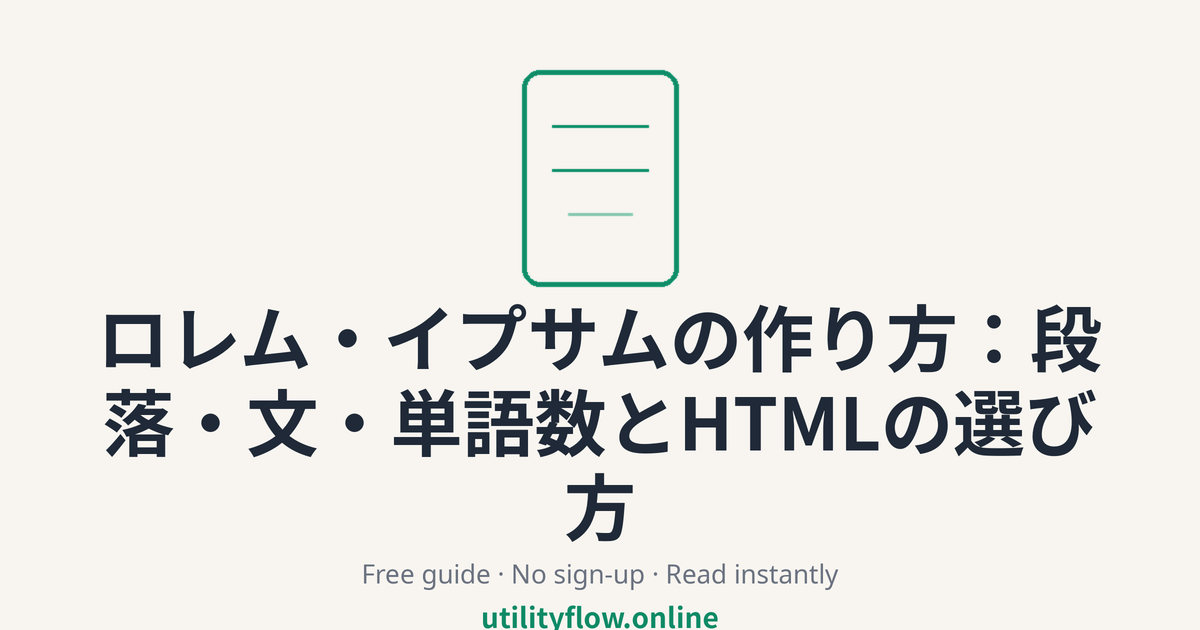 ロレム・イプサムの作り方：段
落・文・単語数とHTMLの選び
方
Free guide · No sign-up · Read instantly
utilityflow.online